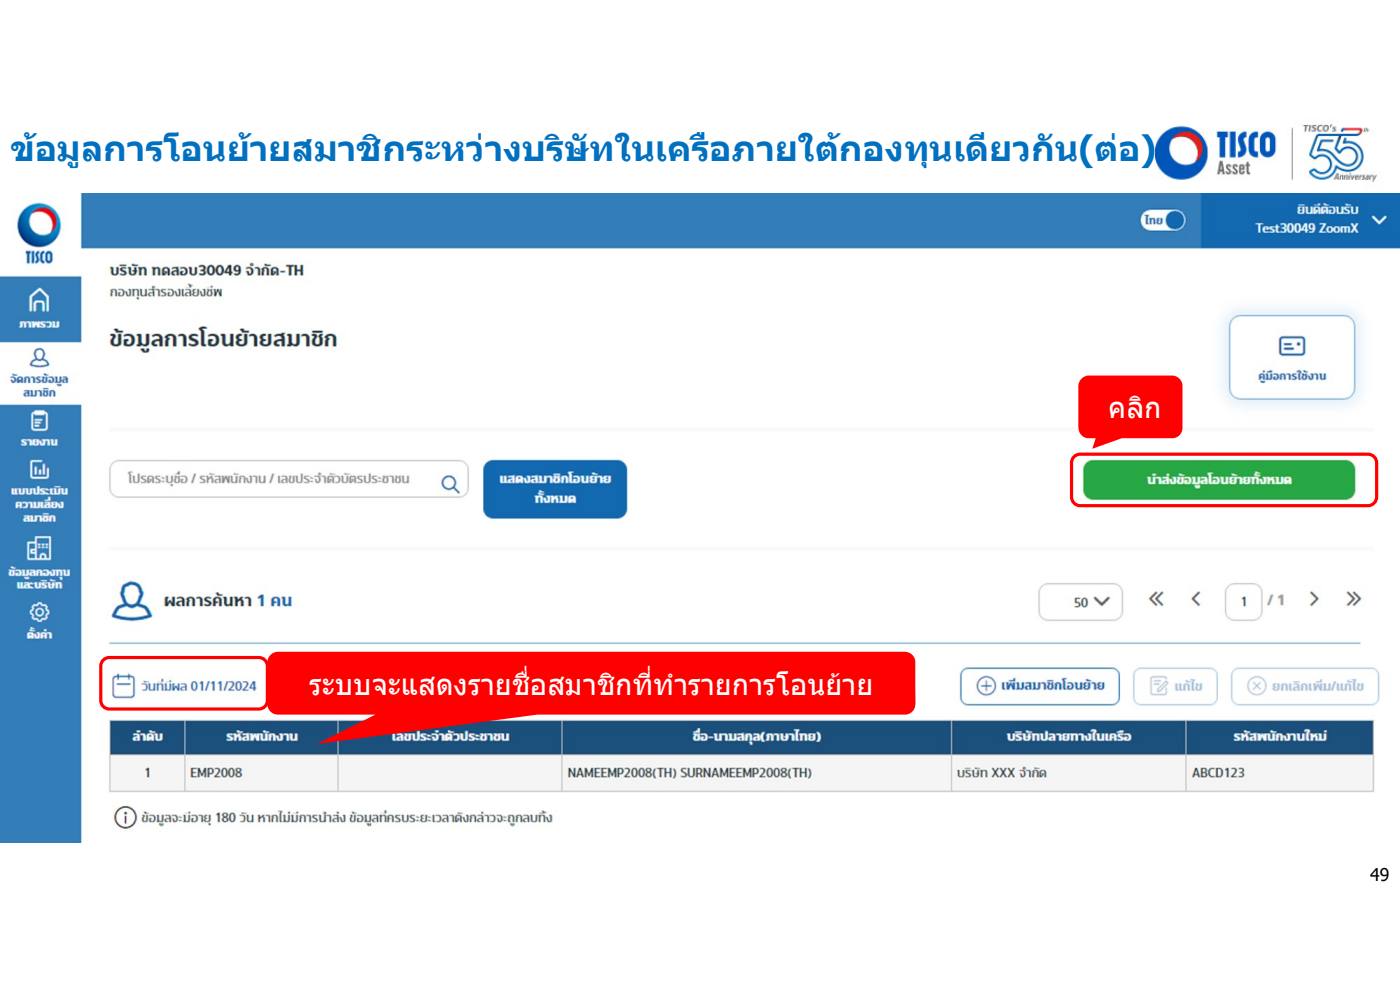 ข้อมูลการโอนย้ายสมาชิกระหว่างบริษัทในเครือภายใต้กองทุนเดียวกัน(ต่อ)
TISCO
Asset
TISCO's 55th
Anniversary
TISCO
ไทย
ยินดีต้อนรับ
Test30049 ZoomX
ภาพรวม
จัดการข้อมูล
สมาชิก
รายงาน
แบบประเมิน
ความเสี่ยง
สมาชิก
ข้อมูลกองทุน
และบริษัท
ตั้งค่า
บริษัท ทดสอบ30049 จำกัด-TH
กองทุนสำรองเลี้ยงชีพ
ข้อมูลการโอนย้ายสมาชิก
คู่มือการใช้งาน
คลิก
โปรดระบุชื่อ / รหัสพนักงาน / เลขประจำตัวบัตรประชาชน
แสดงสมาชิกโอนย้าย
ทั้งหมด
นำส่งข้อมูลโอนย้ายทั้งหมด
ผลการค้นหา 1 คน
50
1 / 1
วันที่มีผล 01/11/2024
ระบบจะแสดงรายชื่อสมาชิกที่ทำรายการโอนย้าย
เพิ่มสมาชิกโอนย้าย
แก้ไข
ยกเลิกเพิ่ม/แก้ไข
ลำดับ รหัสพนักงาน เลขประจำตัวประชาชน ชื่อ-นามสกุล(ภาษาไทย) บริษัทปลายทางในเครือ รหัสพนักงานใหม่
1 EMP2008 NAMEEMP2008(TH) SURNAMEEMP2008(TH) บริษัท XXX จำกัด ABCD123
ข้อมูลจะมีอายุ 180 วัน หากไม่มีการนำส่ง ข้อมูลที่ครบระยะเวลาดังกล่าวจะถูกลบทิ้ง
49